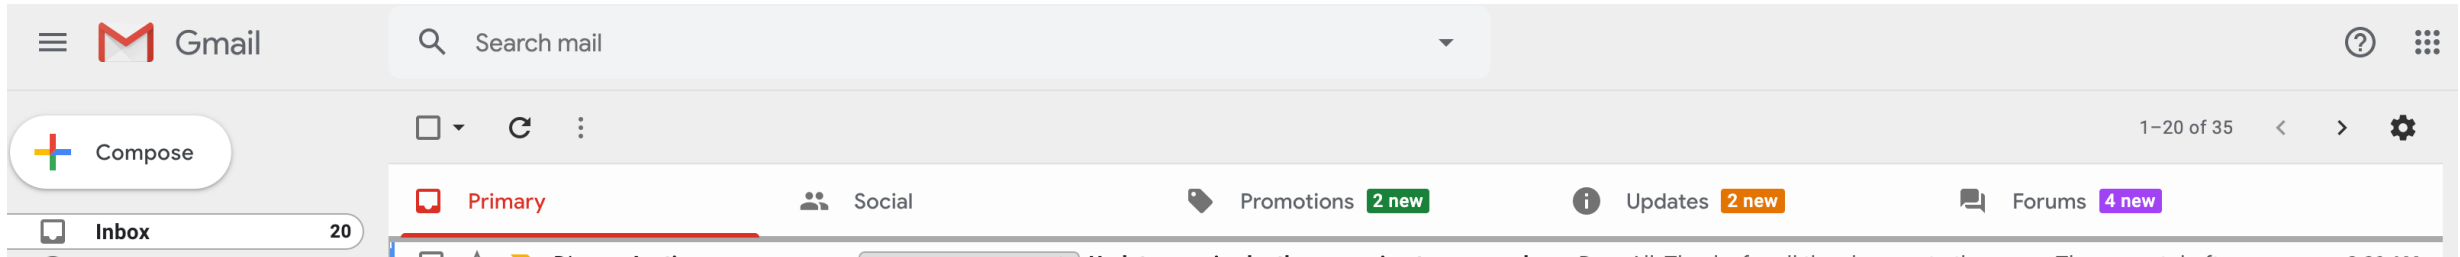 Gmail
Search mail
Compose
1–20 of 35
Primary
Social
Promotions 2 new
Updates 2 new
Forums 4 new
Inbox 20